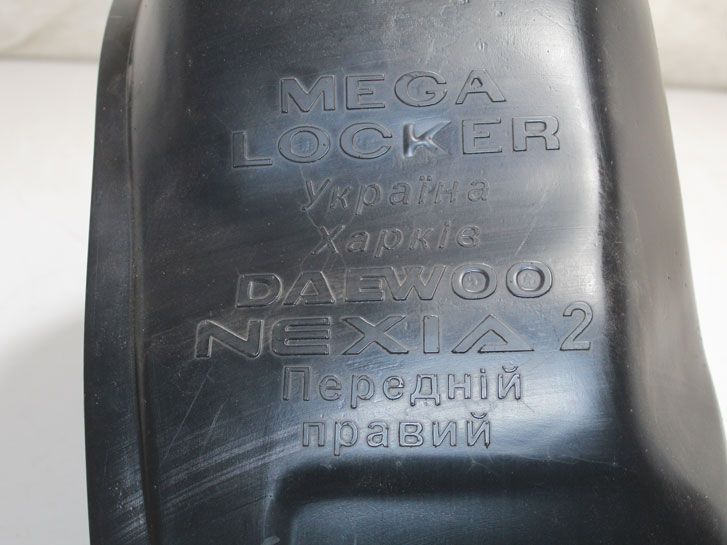 MEGA
LOCKER
Україна
Харків
DAEWOO
NEXIA 2
Передній
правий